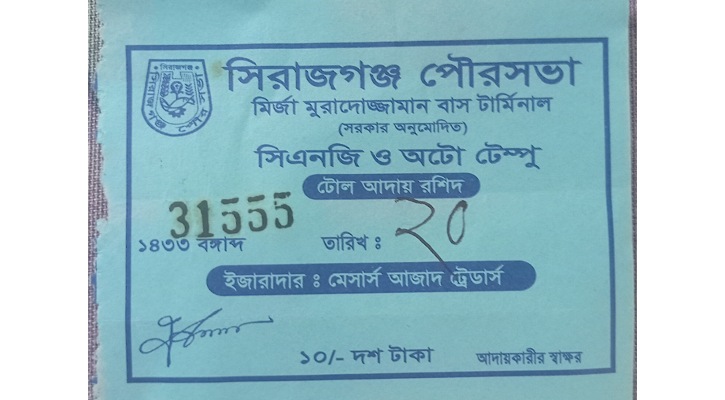 সিরাজগঞ্জ পৌরসভা
মির্জা মুরাদোজ্জামান বাস টার্মিনাল
(সরকার অনুমোদিত)
সিএনজি ও অটো টেম্পু
টোল আদায় রশিদ
31555
১৪৩৩ বঙ্গাব্দ তারিখ : ২০
ইজারাদার : মেসার্স আজাদ ট্রেডার্স
১০/- দশ টাকা আদায়কারীর স্বাক্ষর